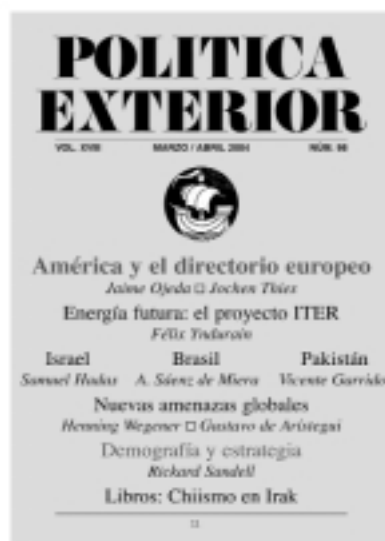 POLITICA
EXTERIOR
VOL. XVIII MARZO / ABRIL 2004 NÚM. 98
América y el directorio europeo
Jaime Ojeda □ Jochen Thies
Energía futura: el proyecto ITER
Félix Yndurain
Israel Brasil Pakistán
Samuel Hadas A. Sáenz de Miera Vicente Garrido
Nuevas amenazas globales
Henning Wegener □ Gustavo de Arístegui
Demografía y estrategia
Rickard Sandell
Libros: Chiismo en Irak